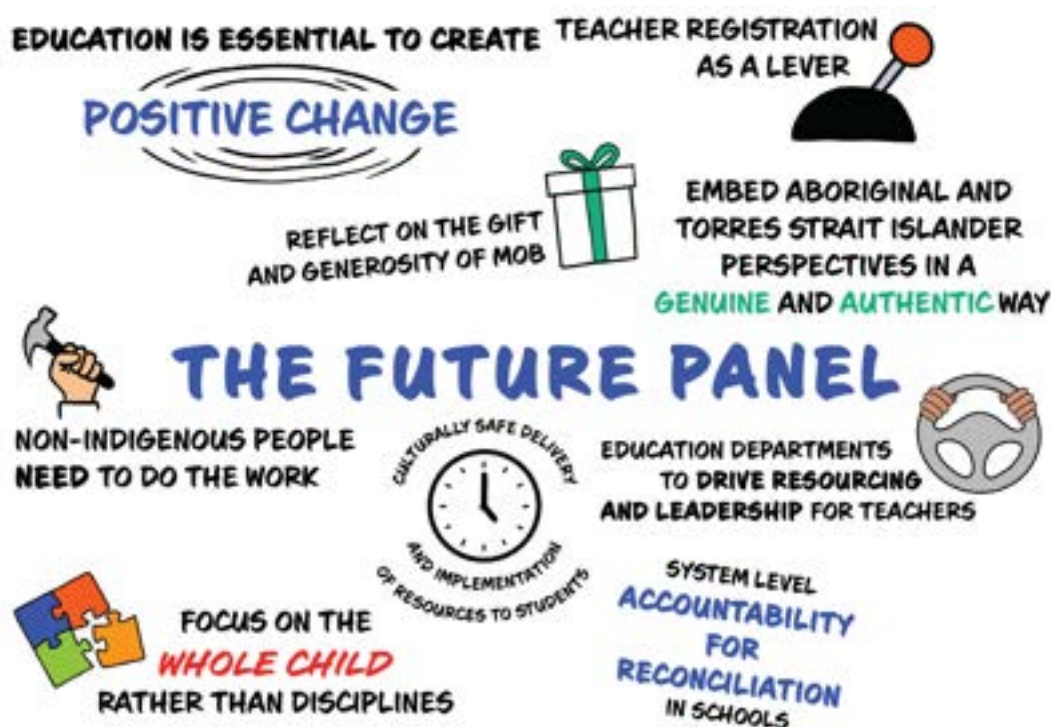 EDUCATION IS ESSENTIAL TO CREATE
POSITIVE CHANGE
TEACHER REGISTRATION
AS A LEVER
REFLECT ON THE GIFT
AND GENEROSITY OF MOB
EMBED ABORIGINAL AND
TORRES STRAIT ISLANDER
PERSPECTIVES IN A
GENUINE AND AUTHENTIC WAY
THE FUTURE PANEL
NON-INDIGENOUS PEOPLE
NEED TO DO THE WORK
CULTURALLY SAFE DELIVERY
AND IMPLEMENTATION
OF RESOURCES TO STUDENTS
EDUCATION DEPARTMENTS
TO DRIVE RESOURCING
AND LEADERSHIP FOR TEACHERS
FOCUS ON THE
WHOLE CHILD
RATHER THAN DISCIPLINES
SYSTEM LEVEL
ACCOUNTABILITY
FOR
RECONCILIATION
IN SCHOOLS